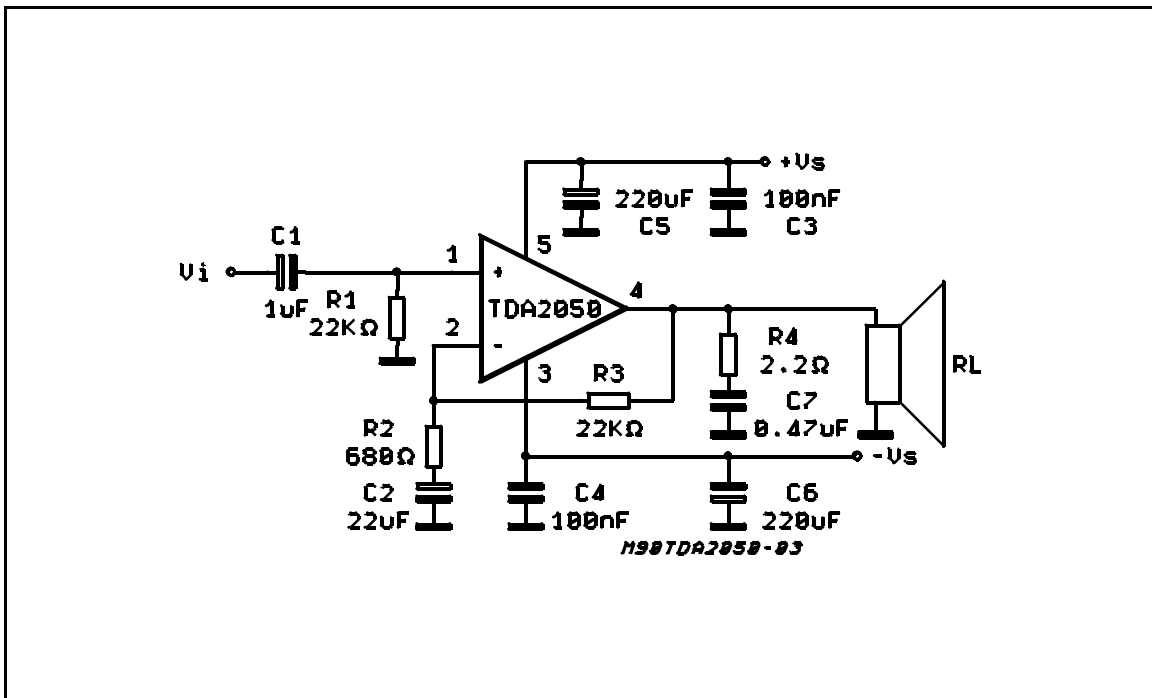 +Vs
220uF
100nF
C5
C3
C1
Vi
1uF
R1
22KΩ
1
+
5
TDA2050
4
2
-
3
R3
22KΩ
R4
2.2Ω
C7
0.47uF
RL
R2
680Ω
-Vs
C2
22uF
C4
100nF
C6
220uF
M90TDA2050-03